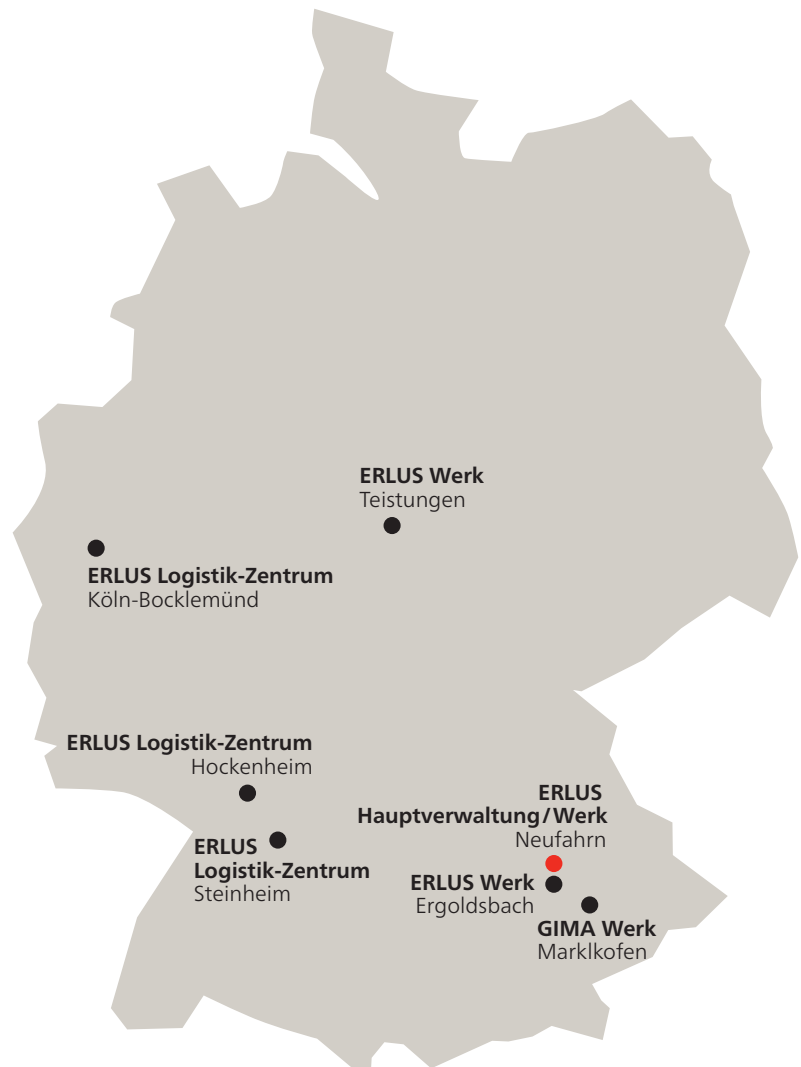 ERLUS Werk
Teistungen
ERLUS Logistik-Zentrum
Köln-Bocklemünd
ERLUS Logistik-Zentrum
Hockenheim
ERLUS
Logistik-Zentrum
Steinheim
ERLUS
Hauptverwaltung/Werk
Neufahrn
ERLUS Werk
Ergoldsbach
GIMA Werk
Marklkofen